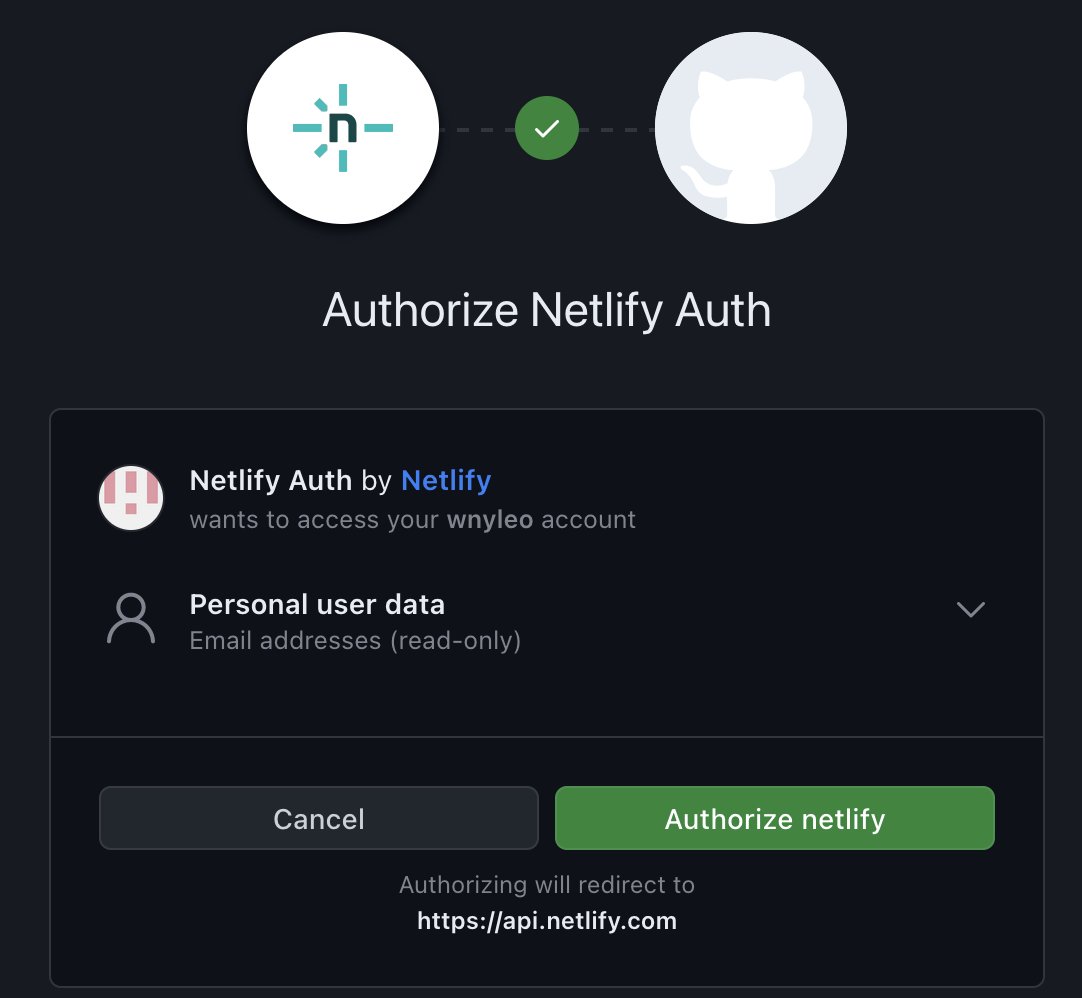 n
Authorize Netlify Auth
Netlify Auth by Netlify
wants to access your wnyleo account
Personal user data
Email addresses (read-only)
Cancel
Authorize netlify
Authorizing will redirect to
https://api.netlify.com